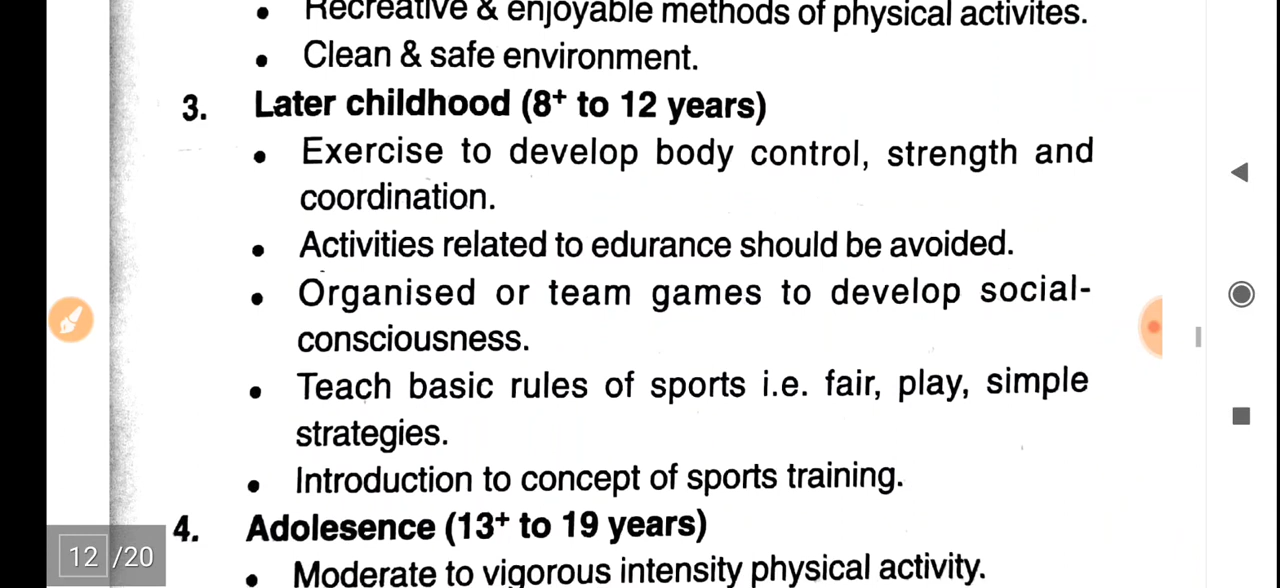 • Recreative & enjoyable methods of physical activites.
• Clean & safe environment.
3. Later childhood (8+ to 12 years)
• Exercise to develop body control, strength and
coordination.
• Activities related to edurance should be avoided.
• Organised or team games to develop social-
consciousness.
• Teach basic rules of sports i.e. fair, play, simple
strategies.
• Introduction to concept of sports training.
4. Adolesence (13+ to 19 years)
• Moderate to vigorous intensity physical activity.
12 /20